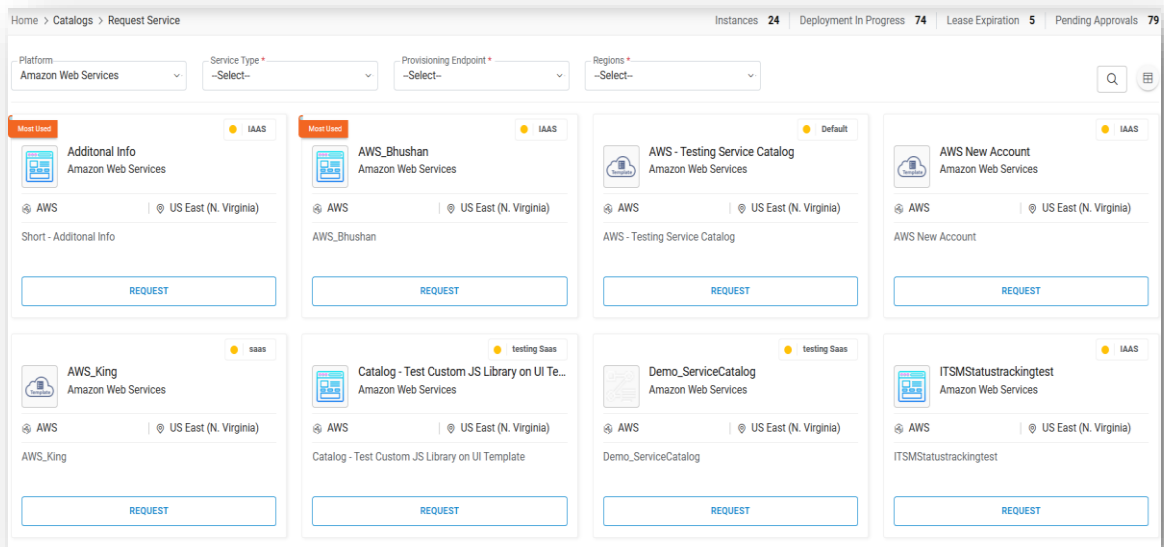 Home > Catalogs > Request Service
Instances 24 Deployment In Progress 74 Lease Expiration 5 Pending Approvals 79
Platform
Amazon Web Services
Service Type *
--Select--
Provisioning Endpoint *
--Select--
Regions *
--Select--
Most Used
IAAS
Additonal Info
Amazon Web Services
AWS
US East (N. Virginia)
Short - Additonal Info
REQUEST
Most Used
IAAS
AWS_Bhushan
Amazon Web Services
AWS
US East (N. Virginia)
AWS_Bhushan
REQUEST
Default
Template
AWS - Testing Service Catalog
Amazon Web Services
AWS
US East (N. Virginia)
AWS - Testing Service Catalog
REQUEST
IAAS
Template
AWS New Account
Amazon Web Services
AWS
US East (N. Virginia)
AWS New Account
REQUEST
saas
Template
AWS_King
Amazon Web Services
AWS
US East (N. Virginia)
AWS_King
REQUEST
testing Saas
Catalog - Test Custom JS Library on UI Te...
Amazon Web Services
AWS
US East (N. Virginia)
Catalog - Test Custom JS Library on UI Template
REQUEST
testing Saas
Demo_ServiceCatalog
Amazon Web Services
AWS
US East (N. Virginia)
Demo_ServiceCatalog
REQUEST
IAAS
ITSMStatustrackingtest
Amazon Web Services
AWS
US East (N. Virginia)
ITSMStatustrackingtest
REQUEST